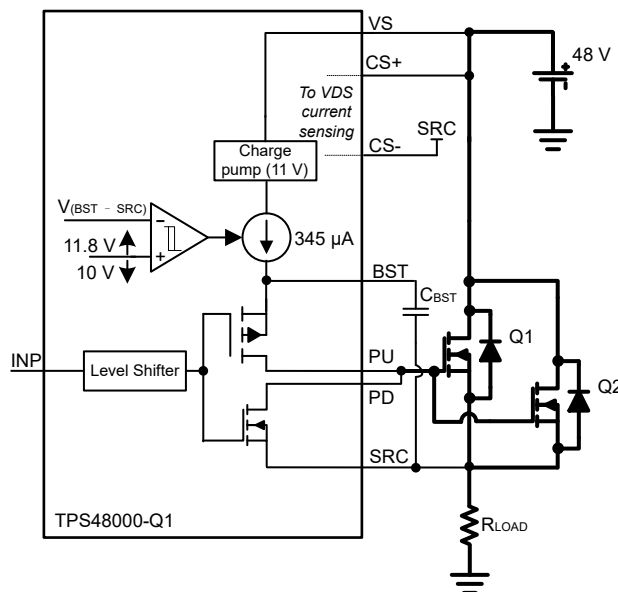 VS
CS+
48 V
To VDS
current
sensing
SRC
CS-
Charge
pump (11 V)
V(BST - SRC)
11.8 V
10 V
345 µA
BST
CBST
Q1
INP
Level Shifter
PU
PD
Q2
SRC
RLOAD
TPS48000-Q1